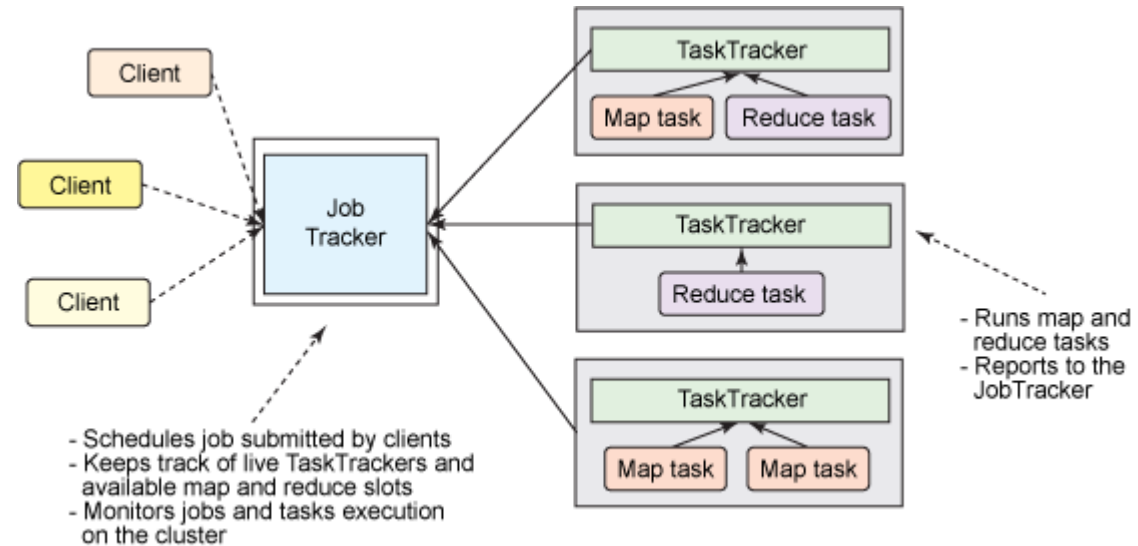 Client
Client
Client
Job
Tracker
TaskTracker
Map task
Reduce task
TaskTracker
Reduce task
TaskTracker
Map task
Map task
- Runs map and
reduce tasks
- Reports to the
JobTracker
- Schedules job submitted by clients
- Keeps track of live TaskTrackers and
available map and reduce slots
- Monitors jobs and tasks execution
on the cluster